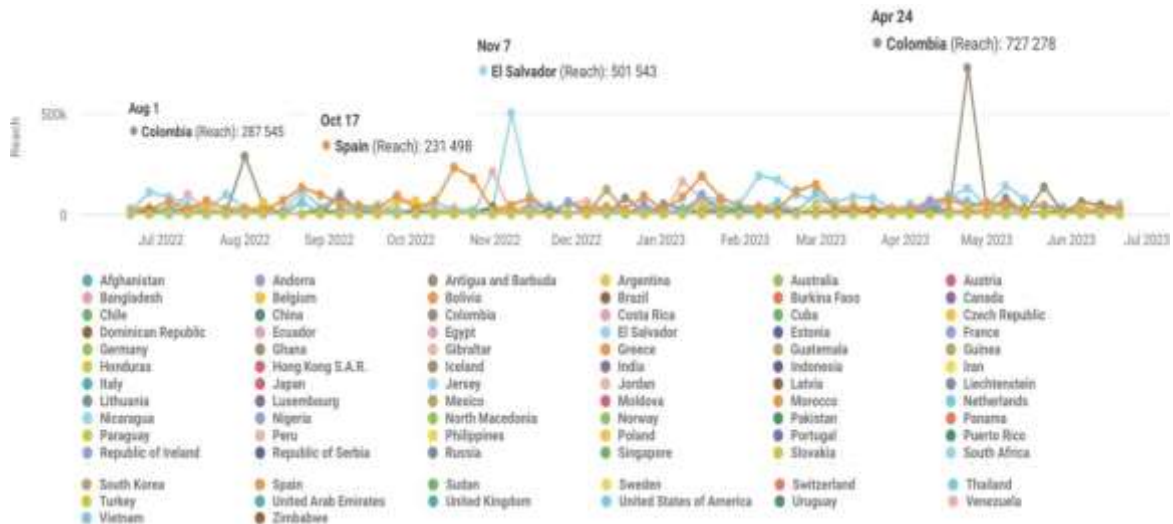 Apr 24
Colombia (Reach): 727 278
Nov 7
El Salvador (Reach): 501 543
Aug 1
Colombia (Reach): 287 545
Oct 17
Spain (Reach): 231 498
Reach
500k
0
Jul 2022 Aug 2022 Sep 2022 Oct 2022 Nov 2022 Dec 2022 Jan 2023 Feb 2023 Mar 2023 Apr 2023 May 2023 Jun 2023 Jul 2023
Afghanistan Andorra Antigua and Barbuda Argentina Australia Austria
Bangladesh Belgium Bolivia Brazil Burkina Faso Canada
Chile China Colombia Costa Rica Cuba Czech Republic
Dominican Republic Ecuador Egypt El Salvador Estonia France
Germany Ghana Gibraltar Greece Guatemala Guinea
Honduras Hong Kong S.A.R. Iceland India Indonesia Iran
Italy Japan Jersey Jordan Latvia Liechtenstein
Lithuania Luxembourg Mexico Moldova Morocco Netherlands
Nicaragua Nigeria North Macedonia Norway Pakistan Panama
Paraguay Peru Philippines Poland Portugal Puerto Rico
Republic of Ireland Republic of Serbia Russia Singapore Slovakia South Africa
South Korea Spain Sudan Sweden Switzerland Thailand
Turkey United Arab Emirates United Kingdom United States of America Uruguay Venezuela
Vietnam Zimbabwe